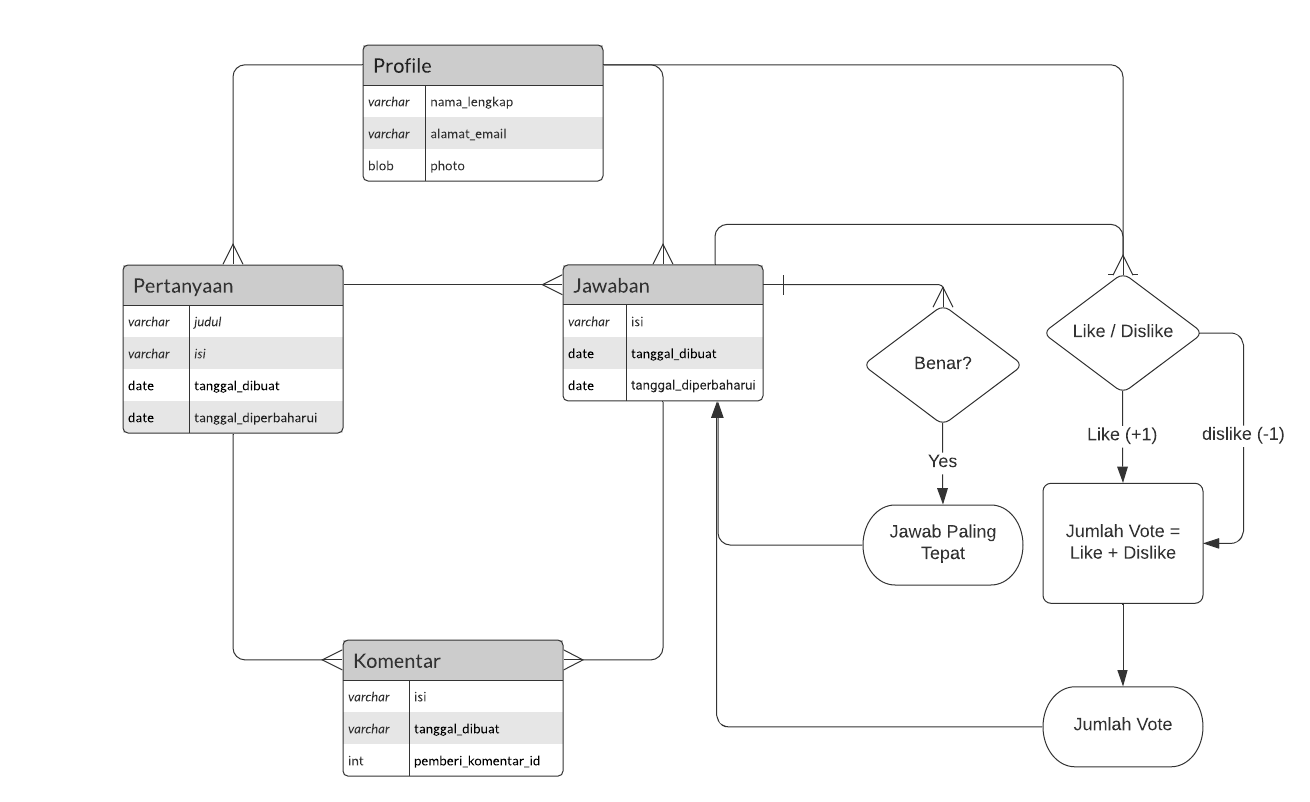 Profile
varchar nama_lengkap
varchar alamat_email
blob photo
Pertanyaan
varchar judul
varchar isi
date tanggal_dibuat
date tanggal_diperbaharui
Jawaban
varchar isi
date tanggal_dibuat
date tanggal_diperbaharui
Benar?
Like / Dislike
Yes
Like (+1)
dislike (-1)
Jawab Paling
Tepat
Jumlah Vote =
Like + Dislike
Komentar
varchar isi
varchar tanggal_dibuat
int pemberi_komentar_id
Jumlah Vote